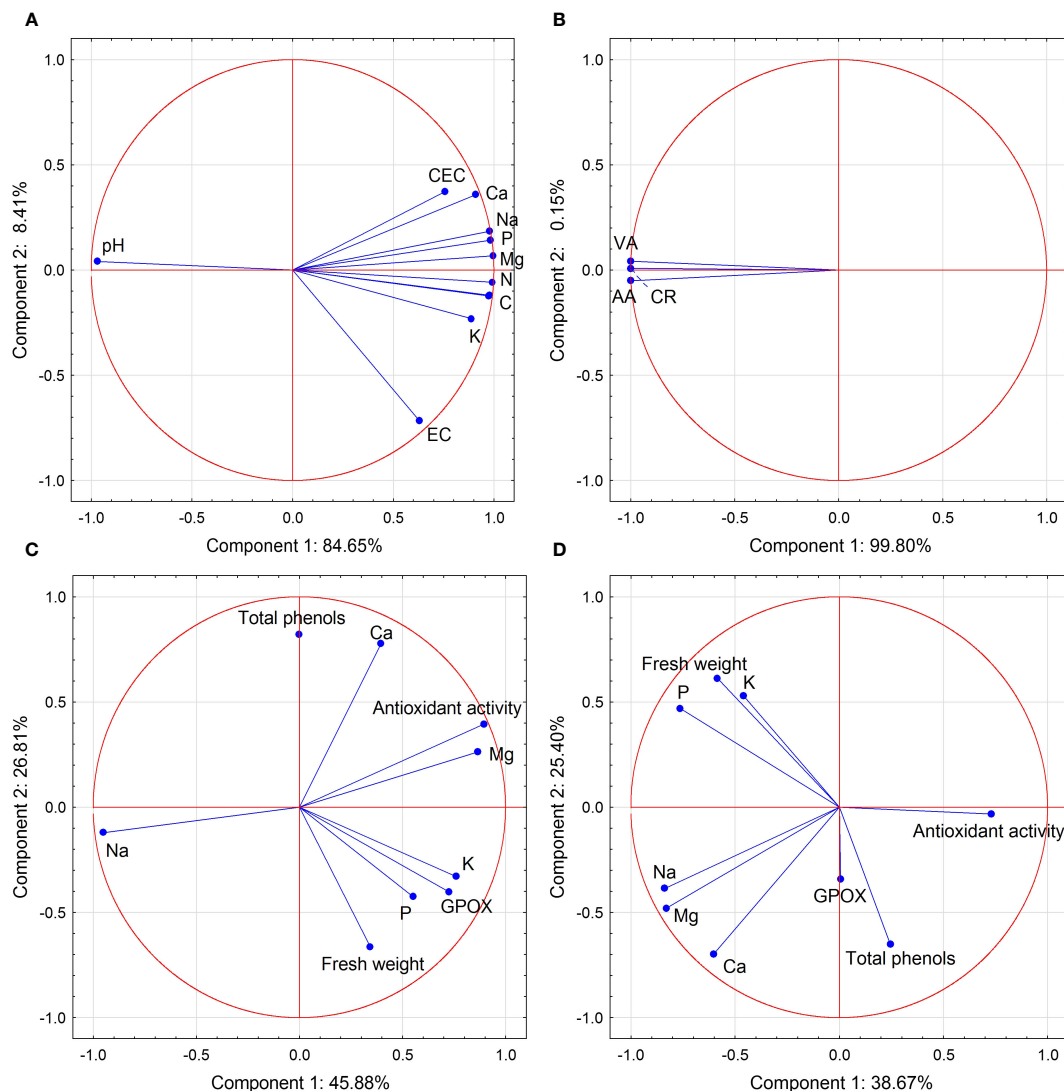 A
B
1.0
0.5
0.0
-0.5
-1.0
Component 2: 8.41%
CEC
Ca
Na
P
Mg
N
C
K
EC
pH
-1.0 -0.5 0.0 0.5 1.0
Component 1: 84.65%
1.0
0.5
0.0
-0.5
-1.0
Component 2: 0.15%
VA
AA CR
-1.0 -0.5 0.0 0.5 1.0
Component 1: 99.80%
C
D
1.0
0.5
0.0
-0.5
-1.0
Component 2: 26.81%
Total phenols
Ca
Antioxidant activity
Mg
Na
K
GPOX
P
Fresh weight
-1.0 -0.5 0.0 0.5 1.0
Component 1: 45.88%
1.0
0.5
0.0
-0.5
-1.0
Component 2: 25.40%
Fresh weight
K
P
Antioxidant activity
Na
GPOX
Mg
Ca
Total phenols
-1.0 -0.5 0.0 0.5 1.0
Component 1: 38.67%